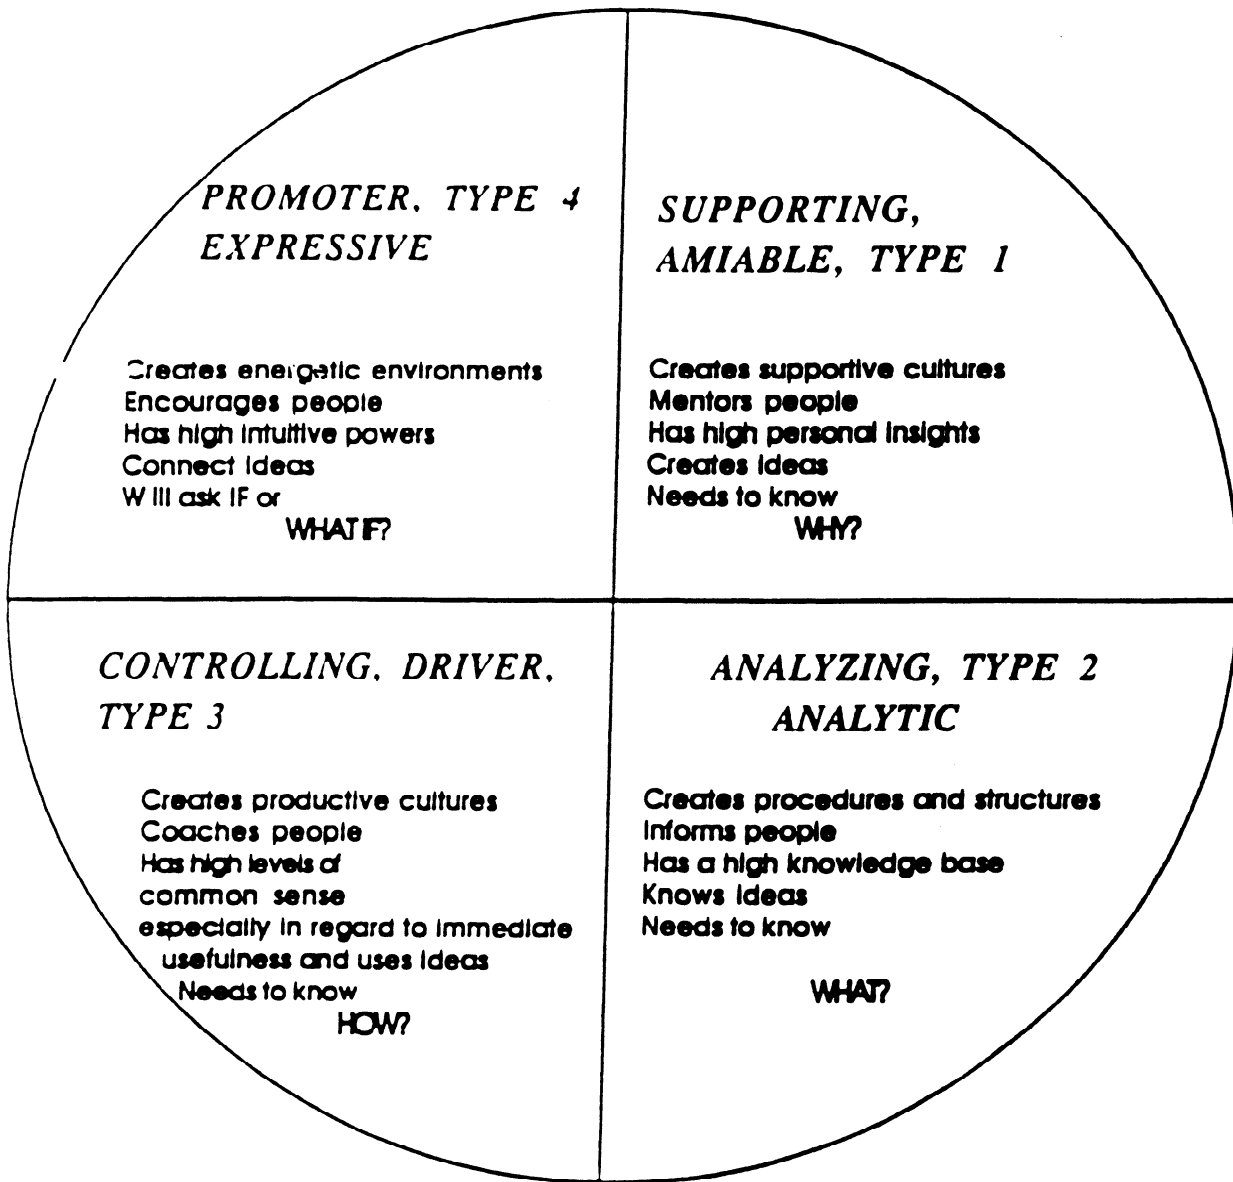 PROMOTER, TYPE 4
EXPRESSIVE
Creates energetic environments
Encourages people
Has high intuitive powers
Connect ideas
Will ask IF or
WHAT IF?
SUPPORTING,
AMIABLE, TYPE 1
Creates supportive cultures
Mentors people
Has high personal insights
Creates ideas
Needs to know
WHY?
CONTROLLING, DRIVER,
TYPE 3
Creates productive cultures
Coaches people
Has high levels of
common sense
especially in regard to immediate
usefulness and uses ideas
Needs to know
HOW?
ANALYZING, TYPE 2
ANALYTIC
Creates procedures and structures
Informs people
Has a high knowledge base
Knows ideas
Needs to know
WHAT?